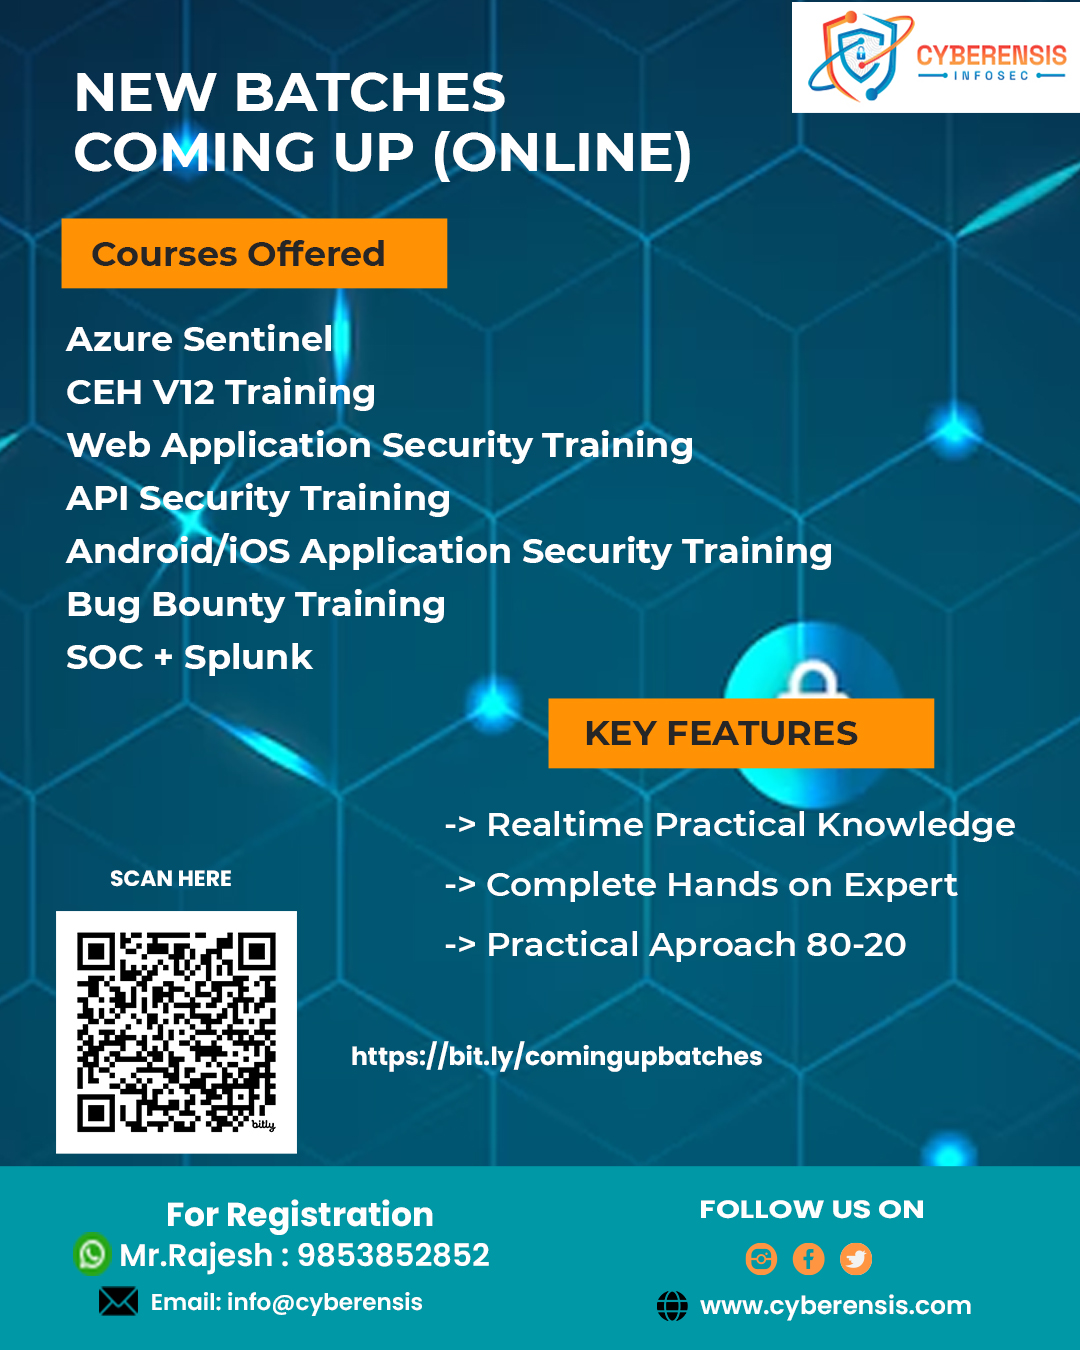 CYBERENSIS
INFOSEC
NEW BATCHES
COMING UP (ONLINE)
Courses Offered
Azure Sentinel
CEH V12 Training
Web Application Security Training
API Security Training
Android/iOS Application Security Training
Bug Bounty Training
SOC + Splunk
KEY FEATURES
-> Realtime Practical Knowledge
-> Complete Hands on Expert
-> Practical Aproach 80-20
SCAN HERE
bitly
https://bit.ly/comingupbatches
For Registration
Mr.Rajesh : 9853852852
Email: info@cyberensis
FOLLOW US ON
www.cyberensis.com